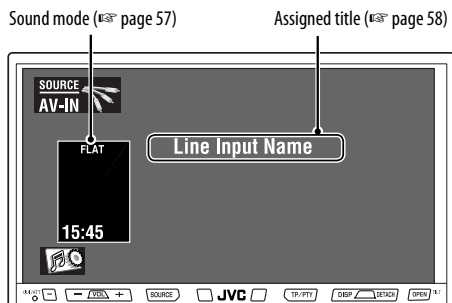 Sound mode (☞ page 57)
Assigned title (☞ page 58)
SOURCE
AV-IN
FLAT
Line Input Name
15:45
− VOL +
SOURCE
JVC
TP/PTY
DISP
DETACH
OPEN